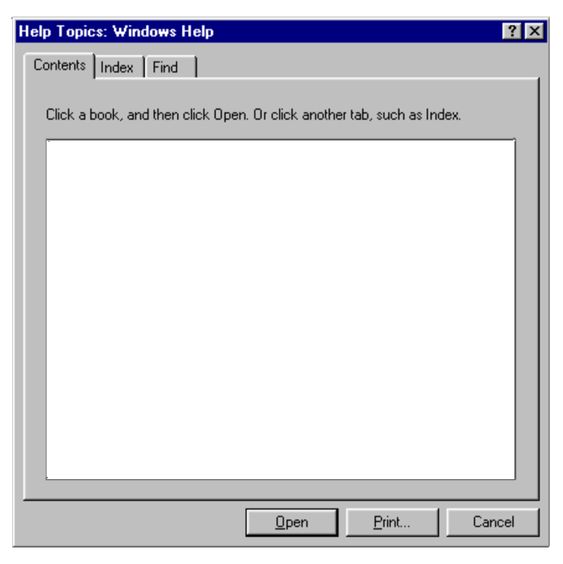 Help Topics: Windows Help
Contents Index Find
Click a book, and then click Open. Or click another tab, such as Index.
Open Print... Cancel